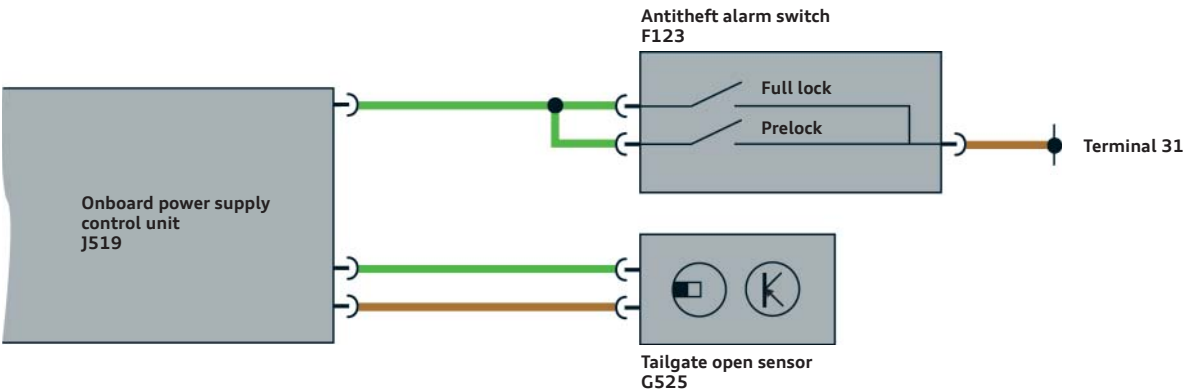 Antitheft alarm switch
F123
Full lock
Prelock
Terminal 31
Onboard power supply
control unit
J519
Tailgate open sensor
G525